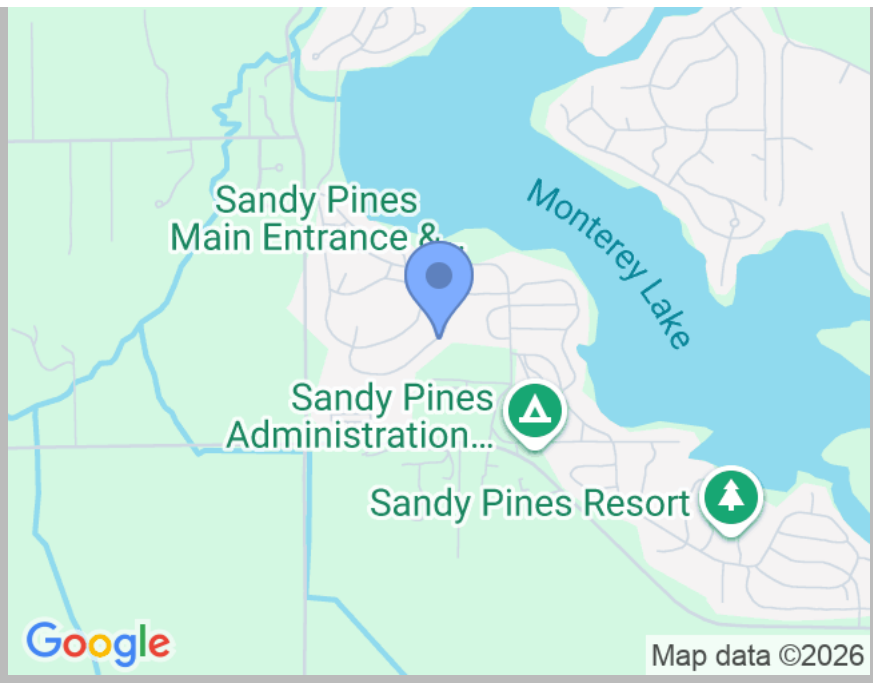 Sandy Pines
Main Entrance &...
Monterey Lake
Sandy Pines
Administration...
Sandy Pines Resort
Google
Map data ©2026